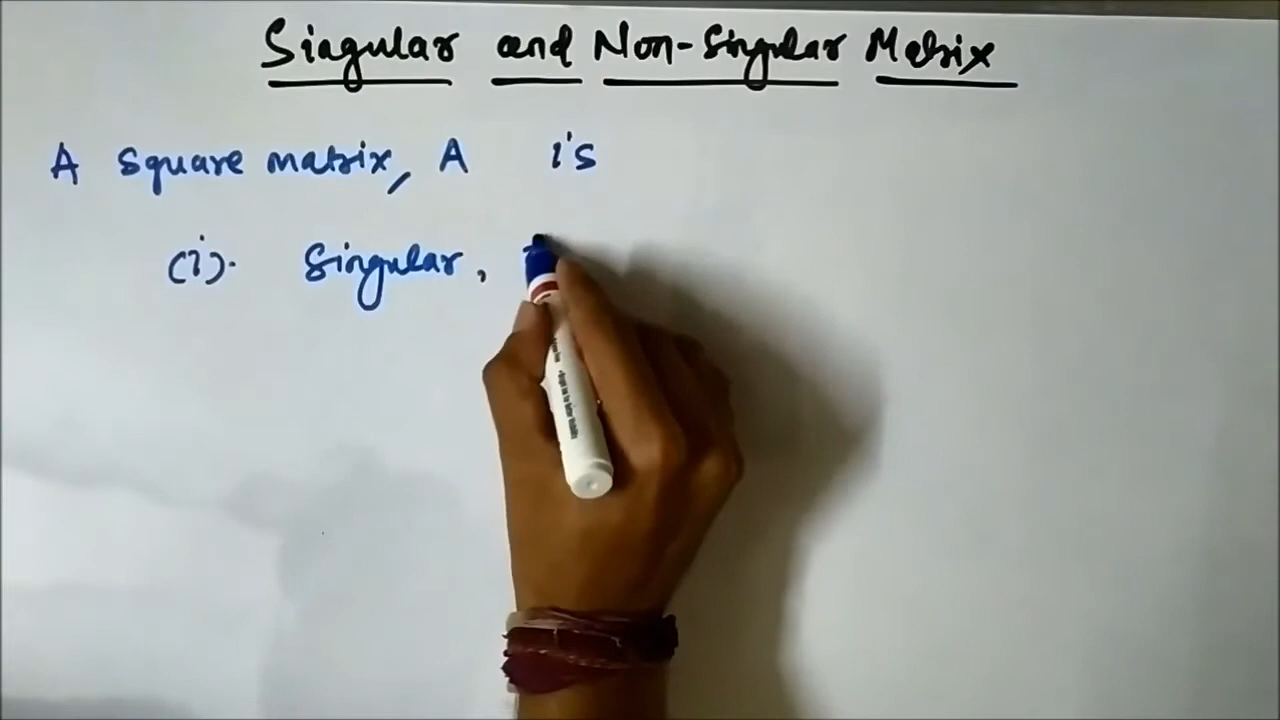 Singular and Non-Singular Matrix
A square matrix, A is
(i). Singular,